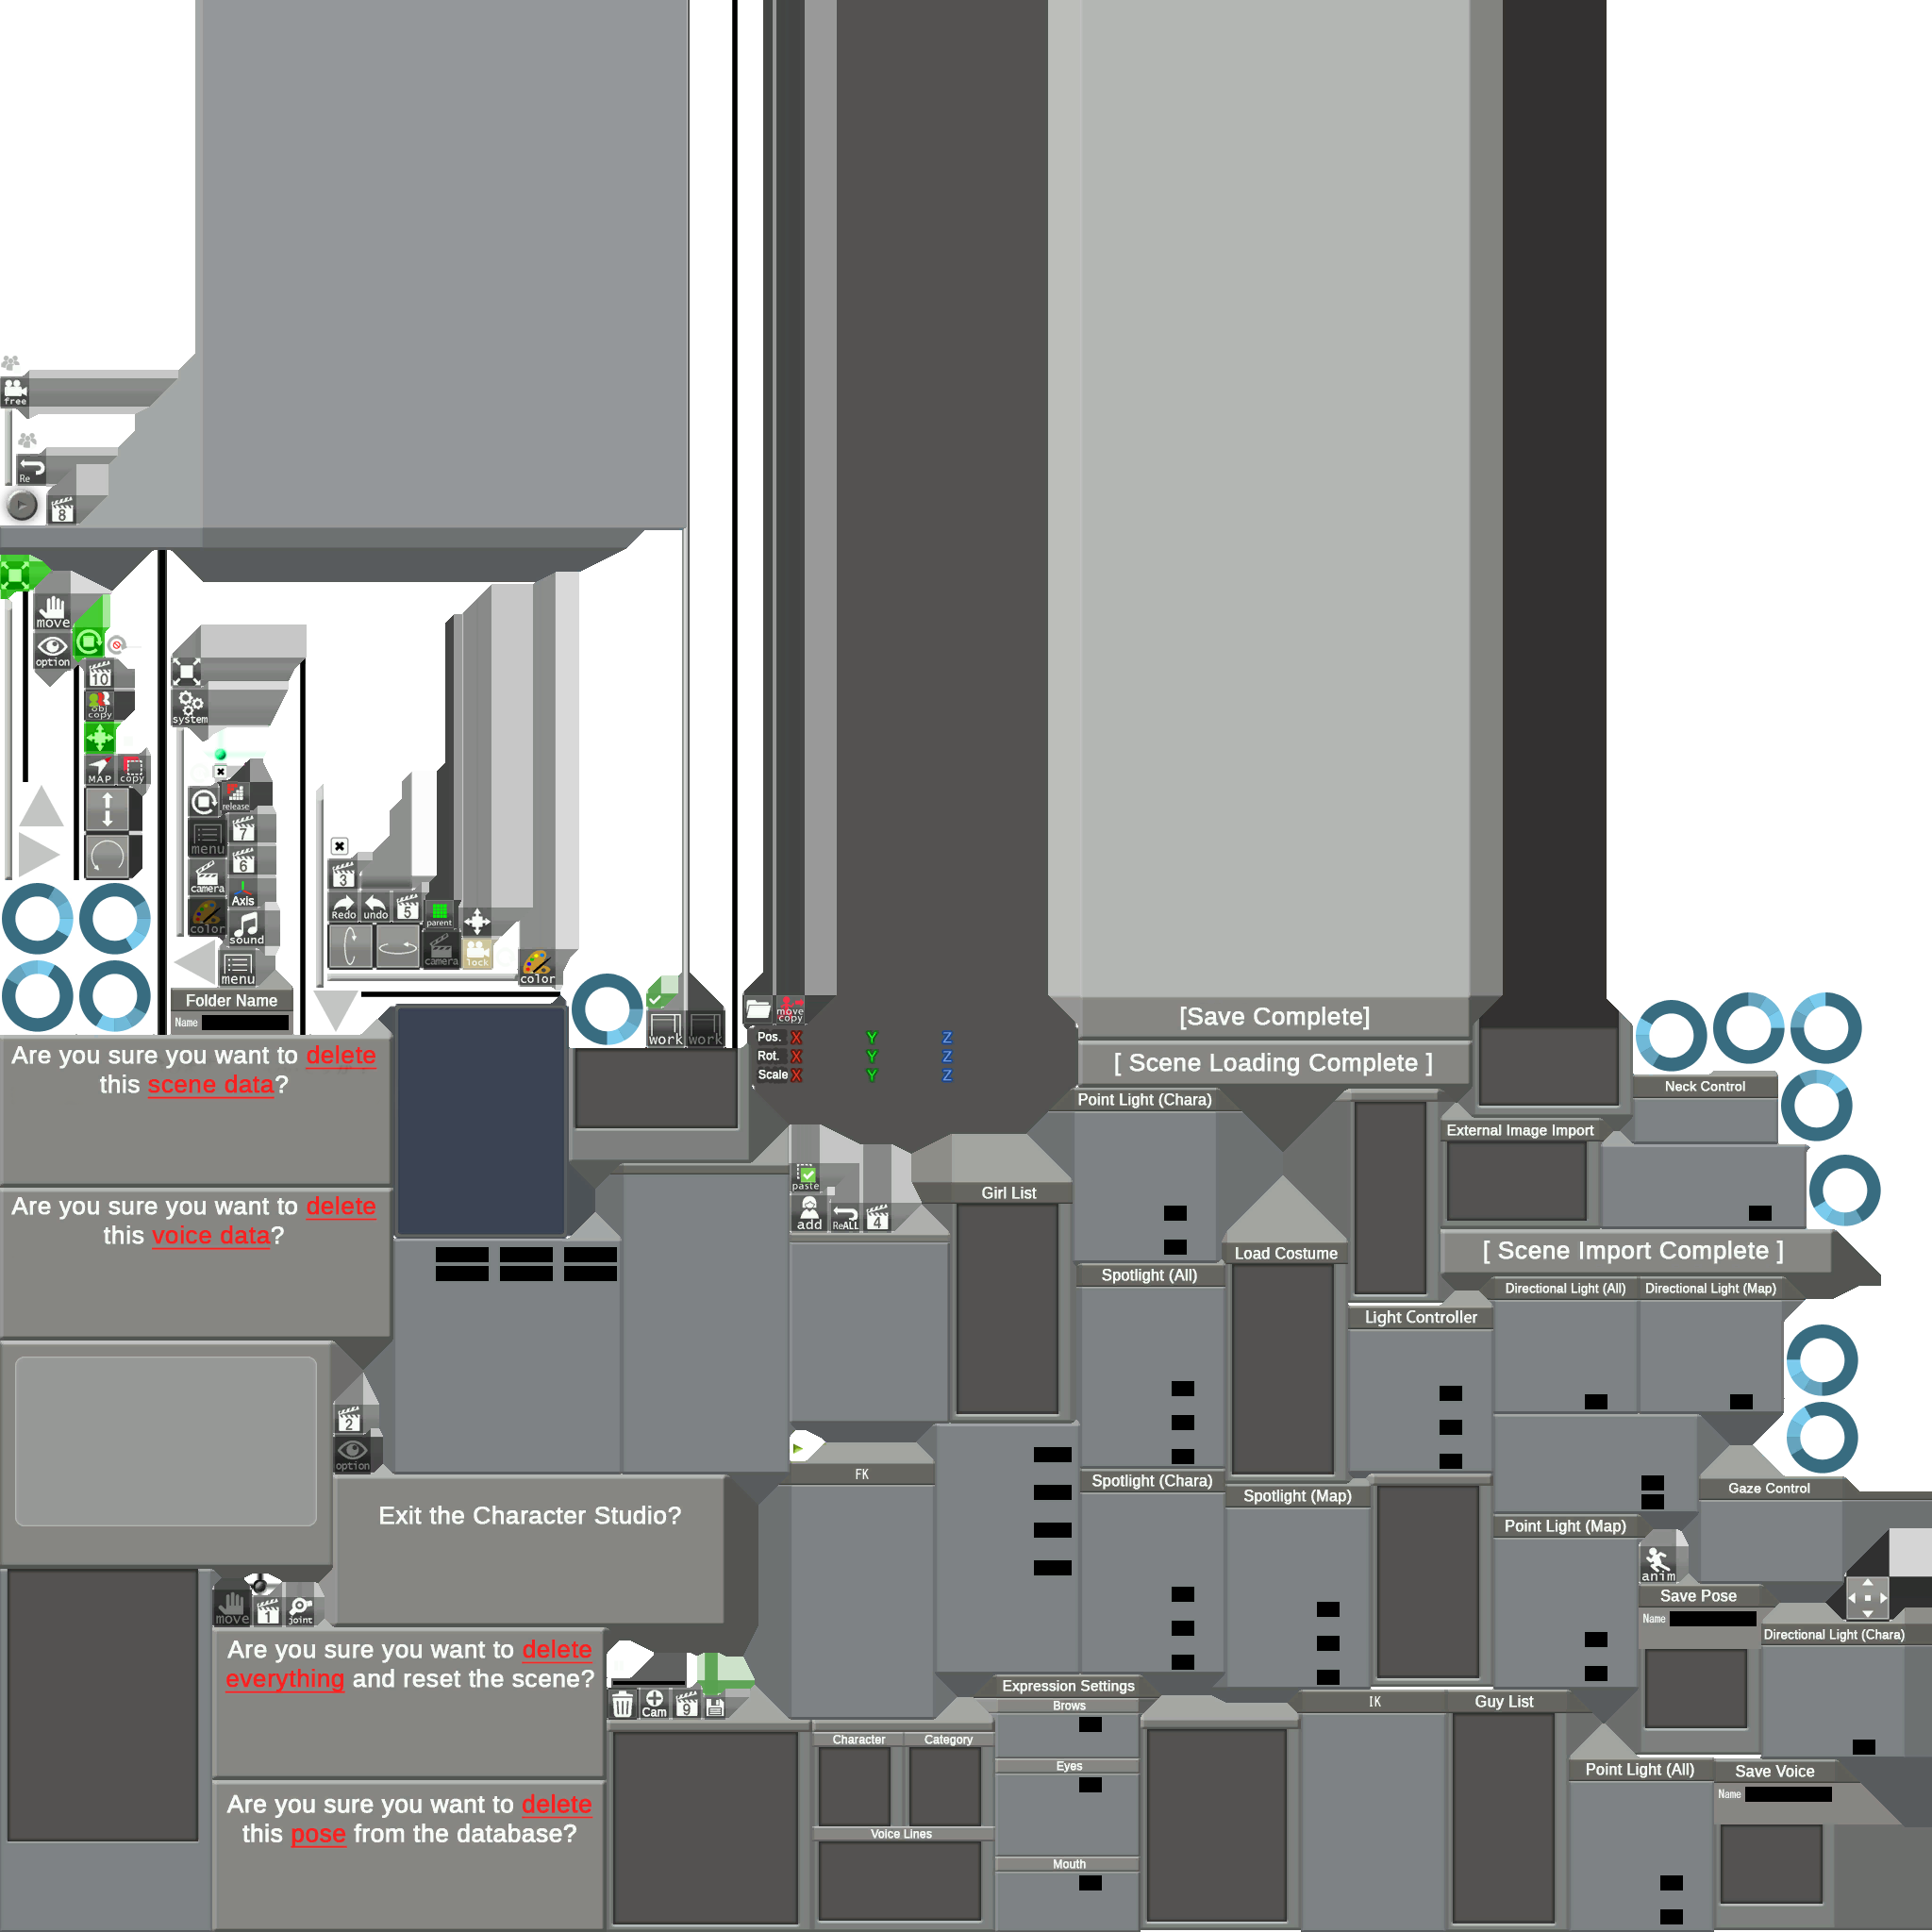 free
Re
8
move
option
10
obj
copy
MAP
copy
system
release
menu
7
6
camera
Axis
color
sound
menu
3
Redo
undo
5
parent
camera
lock
color
Folder Name
Name
work
work
move
copy
Pos. X Y Z
Rot. X Y Z
Scale X Y Z
[Save Complete]
[ Scene Loading Complete ]
Are you sure you want to delete
this scene data?
Are you sure you want to delete
this voice data?
Point Light (Chara)
Neck Control
External Image Import
paste
add
ReALL
4
Girl List
Load Costume
[ Scene Import Complete ]
Spotlight (All)
Directional Light (All)
Directional Light (Map)
Light Controller
2
option
FK
Exit the Character Studio?
Spotlight (Chara)
Spotlight (Map)
Gaze Control
Point Light (Map)
anim
Save Pose
Name
Directional Light (Chara)
move
1
joint
Are you sure you want to delete
everything and reset the scene?
Cam
9
Expression Settings
Brows
IK
Guy List
Character
Category
Eyes
Point Light (All)
Save Voice
Name
Are you sure you want to delete
this pose from the database?
Voice Lines
Mouth